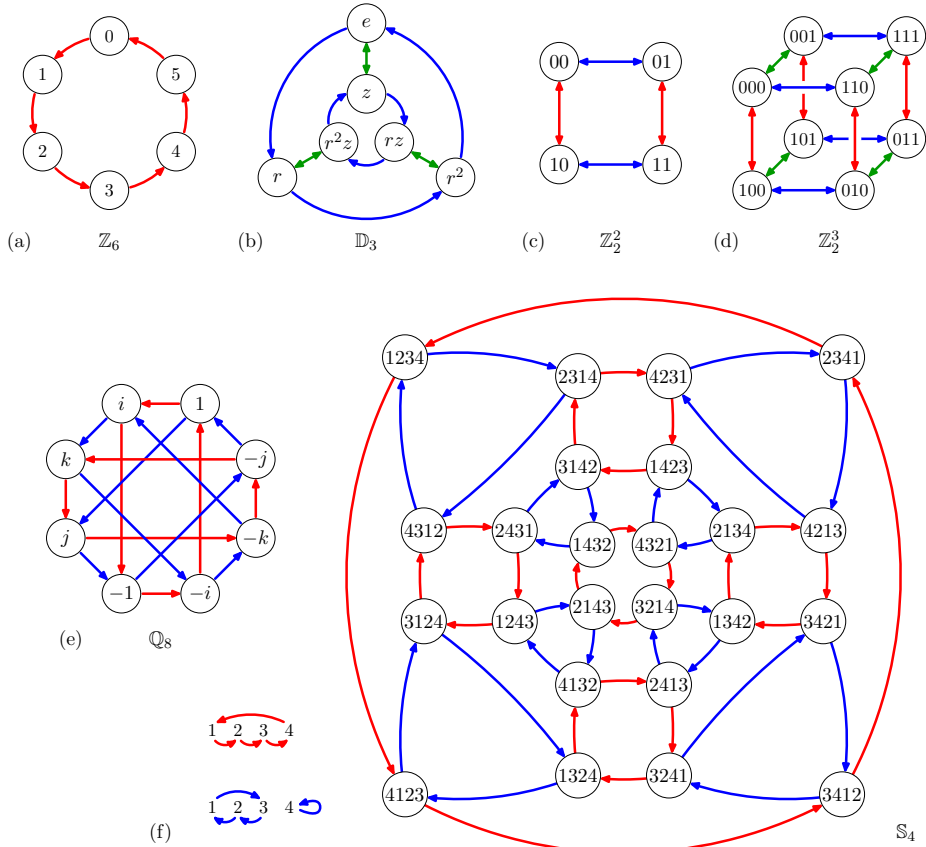 0
1
5
2
4
3
(a) ℤ₆
e
z
r²z
rz
r
r²
(b) 𝔻₃
00
01
10
11
(c) ℤ₂²
001
111
000
110
101
011
100
010
(d) ℤ₂³
i
1
k
−j
j
−k
−1
−i
(e) ℚ₈
1234
2341
2314
4231
3142
1423
4312
2431
1432
4321
2134
4213
3124
1243
2143
3214
1342
3421
4132
2413
1324
3241
4123
3412
1 2 3 4
1 2 3 4
(f) 𝕊₄